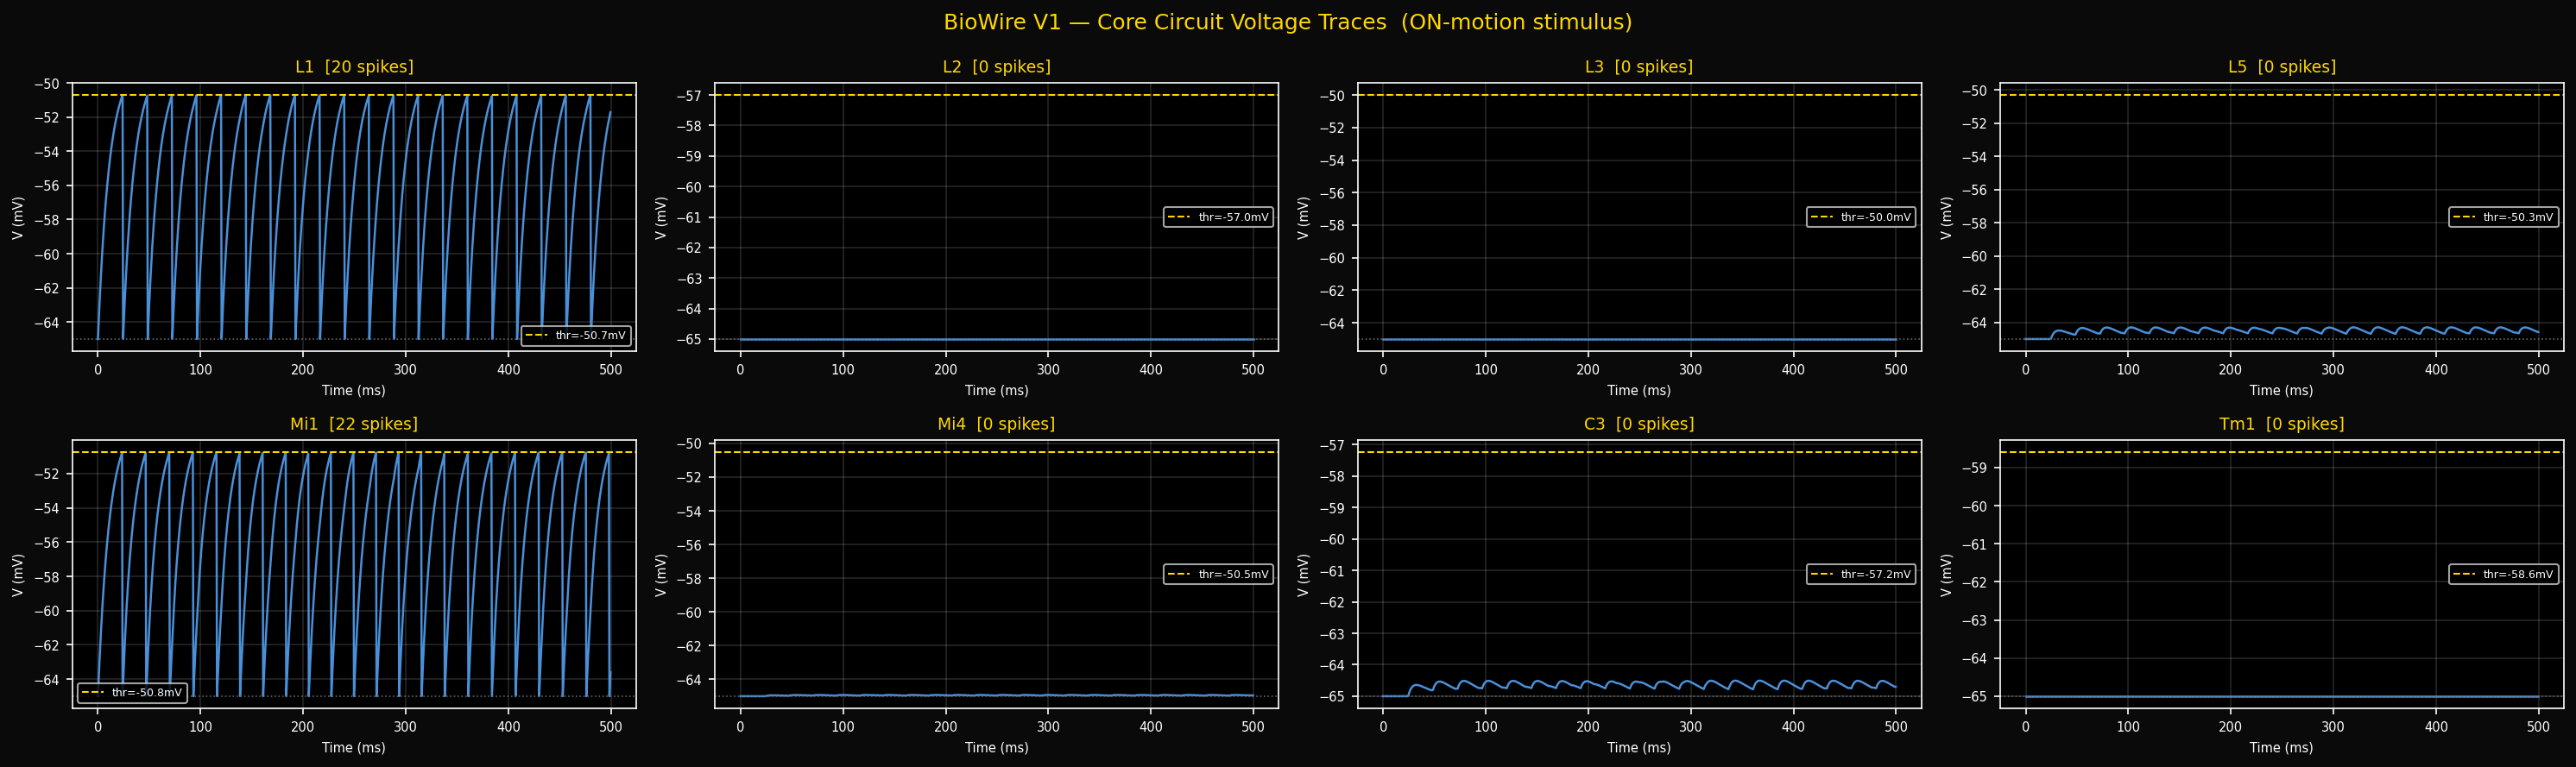 BioWire V1 — Core Circuit Voltage Traces  (ON-motion stimulus)
L1  [20 spikes]
V (mV)
−50
−52
−54
−56
−58
−60
−62
−64
thr=-50.7mV
0 100 200 300 400 500
Time (ms)
L2  [0 spikes]
V (mV)
−57
−58
−59
−60
−61
−62
−63
−64
−65
thr=-57.0mV
0 100 200 300 400 500
Time (ms)
L3  [0 spikes]
V (mV)
−50
−52
−54
−56
−58
−60
−62
−64
thr=-50.0mV
0 100 200 300 400 500
Time (ms)
L5  [0 spikes]
V (mV)
−50
−52
−54
−56
−58
−60
−62
−64
thr=-50.3mV
0 100 200 300 400 500
Time (ms)
Mi1  [22 spikes]
V (mV)
−52
−54
−56
−58
−60
−62
−64
thr=-50.8mV
0 100 200 300 400 500
Time (ms)
Mi4  [0 spikes]
V (mV)
−50
−52
−54
−56
−58
−60
−62
−64
thr=-50.5mV
0 100 200 300 400 500
Time (ms)
C3  [0 spikes]
V (mV)
−57
−58
−59
−60
−61
−62
−63
−64
−65
thr=-57.2mV
0 100 200 300 400 500
Time (ms)
Tm1  [0 spikes]
V (mV)
−59
−60
−61
−62
−63
−64
−65
thr=-58.6mV
0 100 200 300 400 500
Time (ms)